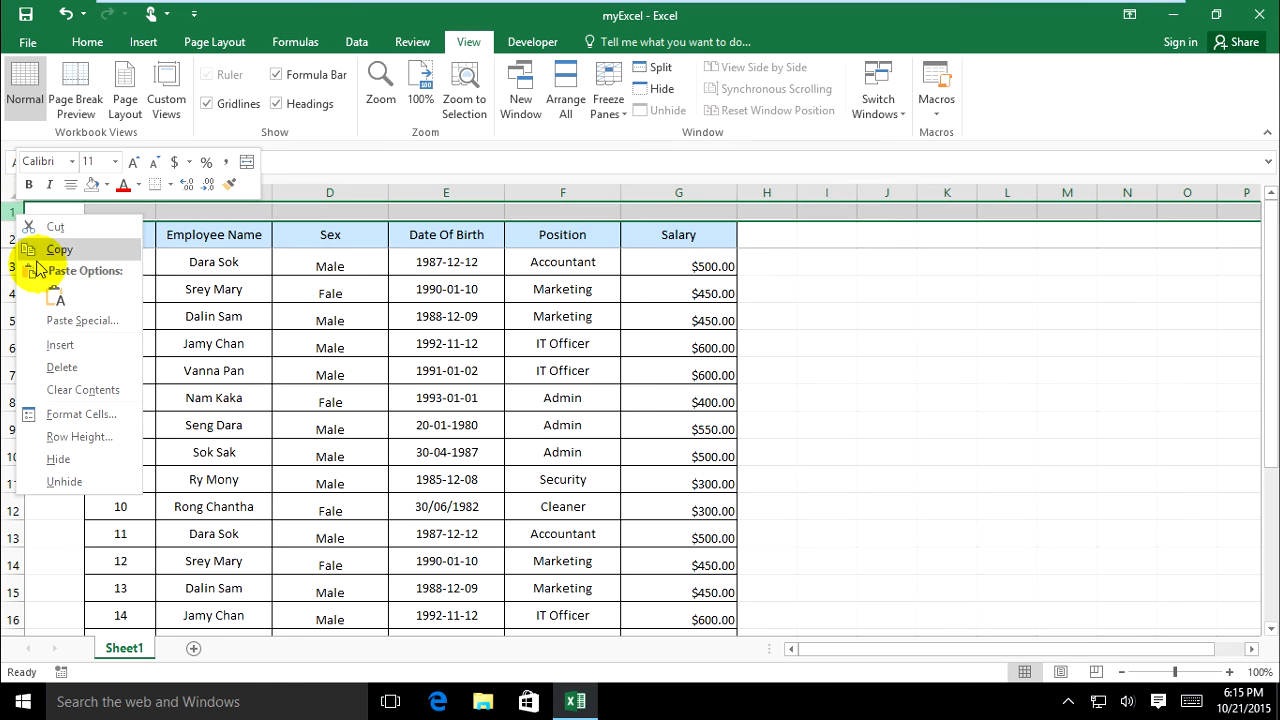 myExcel - Excel
File Home Insert Page Layout Formulas Data Review View Developer Tell me what you want to do... Sign in Share
Normal Page Break Preview Page Layout Custom Views
Ruler Formula Bar
Gridlines Headings
Zoom 100% Zoom to Selection
New Window Arrange All Freeze Panes
Split
Hide
Unhide
View Side by Side
Synchronous Scrolling
Reset Window Position
Switch Windows Macros
Workbook Views Show Zoom Window Macros
Calibri 11 A A $ % ,
B I A
D E F G H I J K L M N O P
1
Cut
Copy
Paste Options:
A
Paste Special...
Insert
Delete
Clear Contents
Format Cells...
Row Height...
Hide
Unhide
2 Employee Name Sex Date Of Birth Position Salary
3 Dara Sok Male 1987-12-12 Accountant $500.00
4 Srey Mary Fale 1990-01-10 Marketing $450.00
5 Dalin Sam Male 1988-12-09 Marketing $450.00
6 Jamy Chan Male 1992-11-12 IT Officer $600.00
7 Vanna Pan Male 1991-01-02 IT Officer $600.00
8 Nam Kaka Fale 1993-01-01 Admin $400.00
9 Seng Dara Male 20-01-1980 Admin $550.00
10 Sok Sak Male 30-04-1987 Admin $500.00
11 Ry Mony Male 1985-12-08 Security $300.00
12 10 Rong Chantha Fale 30/06/1982 Cleaner $300.00
13 11 Dara Sok Male 1987-12-12 Accountant $500.00
14 12 Srey Mary Fale 1990-01-10 Marketing $450.00
15 13 Dalin Sam Male 1988-12-09 Marketing $450.00
16 14 Jamy Chan Male 1992-11-12 IT Officer $600.00
Sheet1
Ready 100%
Search the web and Windows 6:15 PM
10/21/2015